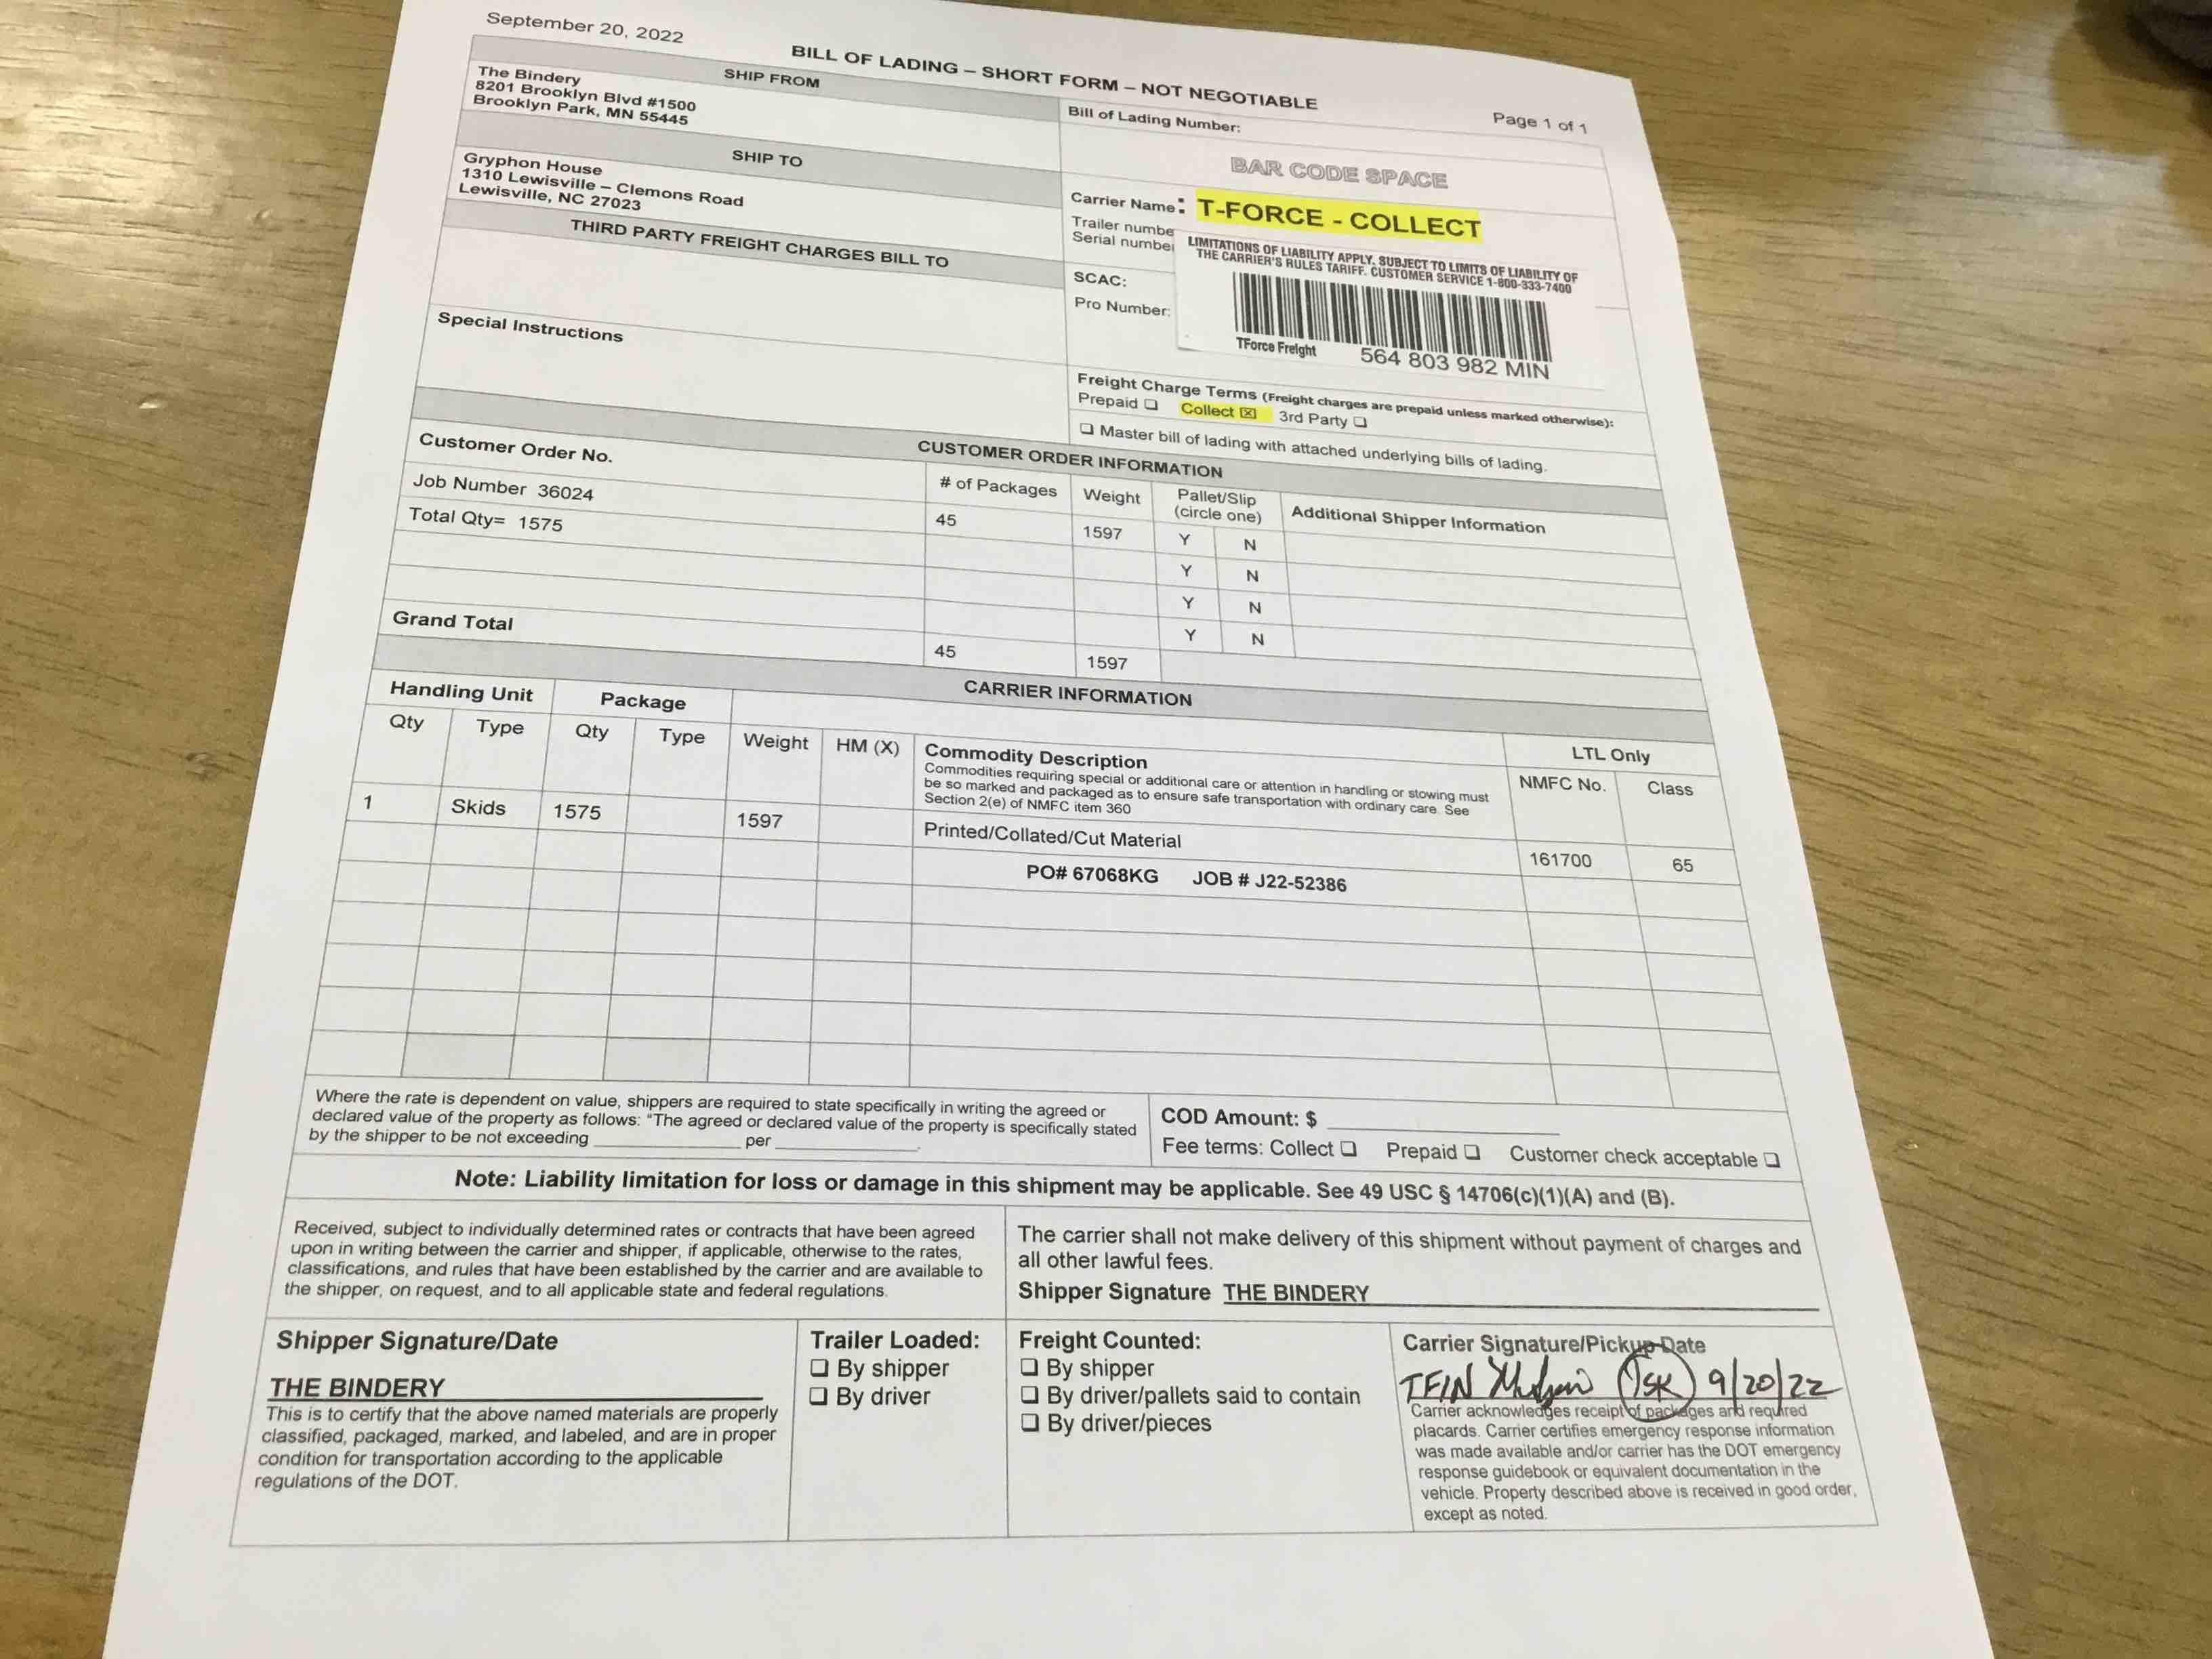 September 20, 2022
BILL OF LADING – SHORT FORM – NOT NEGOTIABLE
Page 1 of 1
SHIP FROM
The Bindery
8201 Brooklyn Blvd #1500
Brooklyn Park, MN 55445
SHIP TO
Gryphon House
1310 Lewisville – Clemons Road
Lewisville, NC 27023
THIRD PARTY FREIGHT CHARGES BILL TO
Special Instructions
Bill of Lading Number:
BAR CODE SPACE
Carrier Name: T-FORCE - COLLECT
Trailer numbe
Serial numbe
LIMITATIONS OF LIABILITY APPLY. SUBJECT TO LIMITS OF LIABILITY OF
THE CARRIER'S RULES TARIFF. CUSTOMER SERVICE 1-800-333-7400
SCAC:
Pro Number:
TForce Freight 564 803 982 MIN
Freight Charge Terms (Freight charges are prepaid unless marked otherwise):
Prepaid ❑ Collect ☒ 3rd Party ❑
❑ Master bill of lading with attached underlying bills of lading.
CUSTOMER ORDER INFORMATION
Customer Order No. # of Packages Weight Pallet/Slip Additional Shipper Information
(circle one)
Job Number 36024 45 1597 Y N
Total Qty= 1575 Y N
Y N
Y N
Grand Total 45 1597
CARRIER INFORMATION
Handling Unit Package LTL Only
Qty Type Qty Type Weight HM (X) Commodity Description NMFC No. Class
Commodities requiring special or additional care or attention in handling or stowing must
be so marked and packaged as to ensure safe transportation with ordinary care. See
Section 2(e) of NMFC item 360
1 Skids 1575 1597 Printed/Collated/Cut Material 161700 65
PO# 67068KG JOB # J22-52386
Where the rate is dependent on value, shippers are required to state specifically in writing the agreed or
declared value of the property as follows: “The agreed or declared value of the property is specifically stated
by the shipper to be not exceeding ____________ per ____________.
COD Amount: $ ____________
Fee terms: Collect ❑ Prepaid ❑ Customer check acceptable ❑
Note: Liability limitation for loss or damage in this shipment may be applicable. See 49 USC § 14706(c)(1)(A) and (B).
Received, subject to individually determined rates or contracts that have been agreed
upon in writing between the carrier and shipper, if applicable, otherwise to the rates,
classifications, and rules that have been established by the carrier and are available to
the shipper, on request, and to all applicable state and federal regulations.
The carrier shall not make delivery of this shipment without payment of charges and
all other lawful fees.
Shipper Signature THE BINDERY
Shipper Signature/Date
THE BINDERY
This is to certify that the above named materials are properly
classified, packaged, marked, and labeled, and are in proper
condition for transportation according to the applicable
regulations of the DOT.
Trailer Loaded:
❑ By shipper
❑ By driver
Freight Counted:
❑ By shipper
❑ By driver/pallets said to contain
❑ By driver/pieces
Carrier Signature/Pickup Date
TFIN 1SK 9/20/22
Carrier acknowledges receipt of packages and required
placards. Carrier certifies emergency response information
was made available and/or carrier has the DOT emergency
response guidebook or equivalent documentation in the
vehicle. Property described above is received in good order,
except as noted.